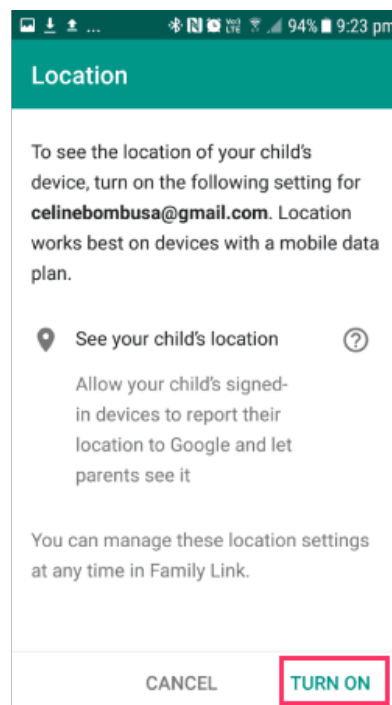 ... Vo) LTE 94% 9:23 pm
Location
To see the location of your child's
device, turn on the following setting for
celinebombusa@gmail.com. Location
works best on devices with a mobile data
plan.
See your child's location ?
Allow your child's signed-
in devices to report their
location to Google and let
parents see it
You can manage these location settings
at any time in Family Link.
CANCEL TURN ON